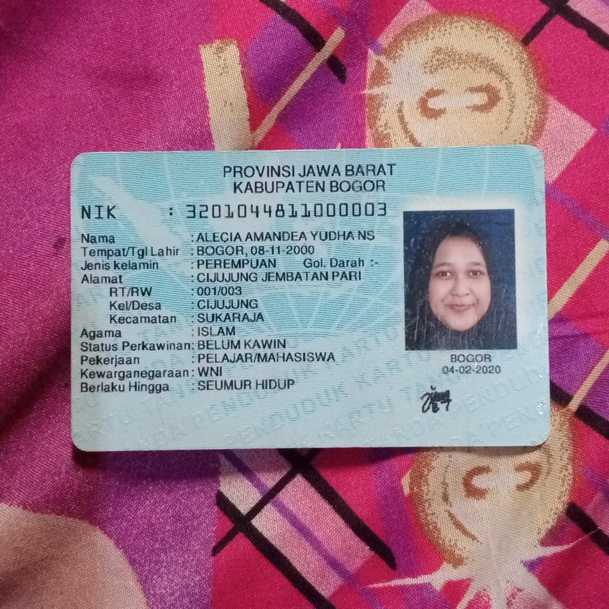 PROVINSI JAWA BARAT
KABUPATEN BOGOR
NIK : 3201044811000003
Nama : ALECIA AMANDEA YUDHA NS
Tempat/Tgl Lahir : BOGOR, 08-11-2000
Jenis kelamin : PEREMPUAN Gol. Darah :-
Alamat : CIJUJUNG JEMBATAN PARI
RT/RW : 001/003
Kel/Desa : CIJUJUNG
Kecamatan : SUKARAJA
Agama : ISLAM
Status Perkawinan: BELUM KAWIN
Pekerjaan : PELAJAR/MAHASISWA
Kewarganegaraan: WNI
Berlaku Hingga : SEUMUR HIDUP
BOGOR
04-02-2020